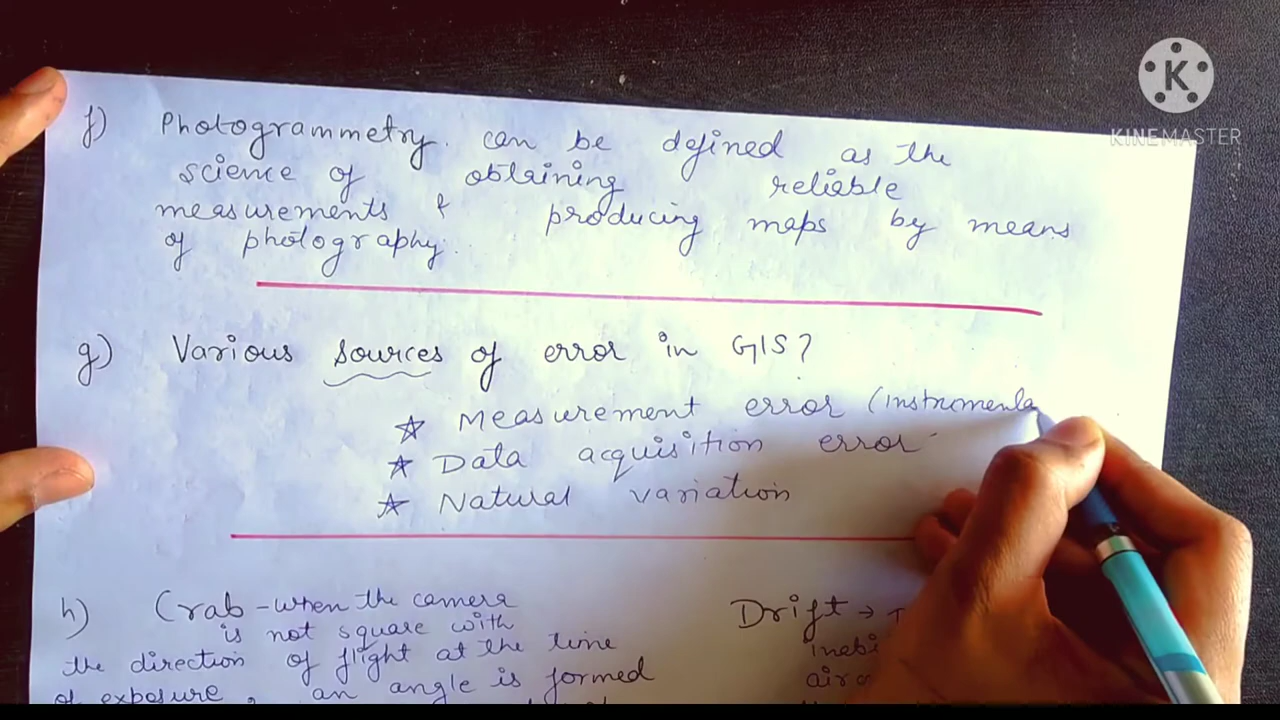 K
KINEMASTER
f) Photogrammetry. can be defined as the
science of obtaining reliable
measurements & producing maps by means
of photography.
g) Various sources of error in GIS?
☆ Measurement error (instrumenta
☆ Data acquisition error
☆ Natural variation
h) Crab - when the camera
is not square with
the direction of flight at the time
of exposure, an angle is formed
Drift →